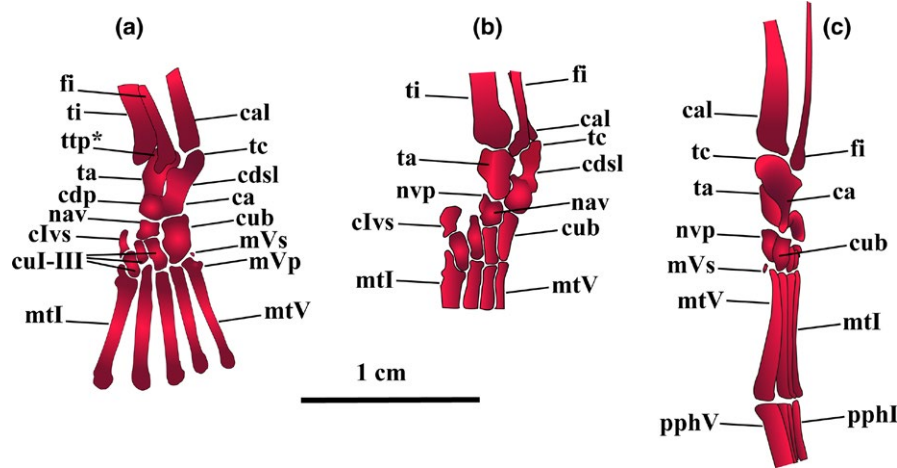 (a)
fi
ti
ttp*
ta
cdp
nav
cIvs
cuI-III
mtI
cal
tc
cdsl
ca
cub
mVs
mVp
mtV
(b)
ti
ta
nvp
cIvs
mtI
fi
cal
tc
cdsl
nav
cub
mtV
1 cm
(c)
cal
tc
ta
nvp
mVs
mtV
pphV
fi
ca
cub
mtI
pphI